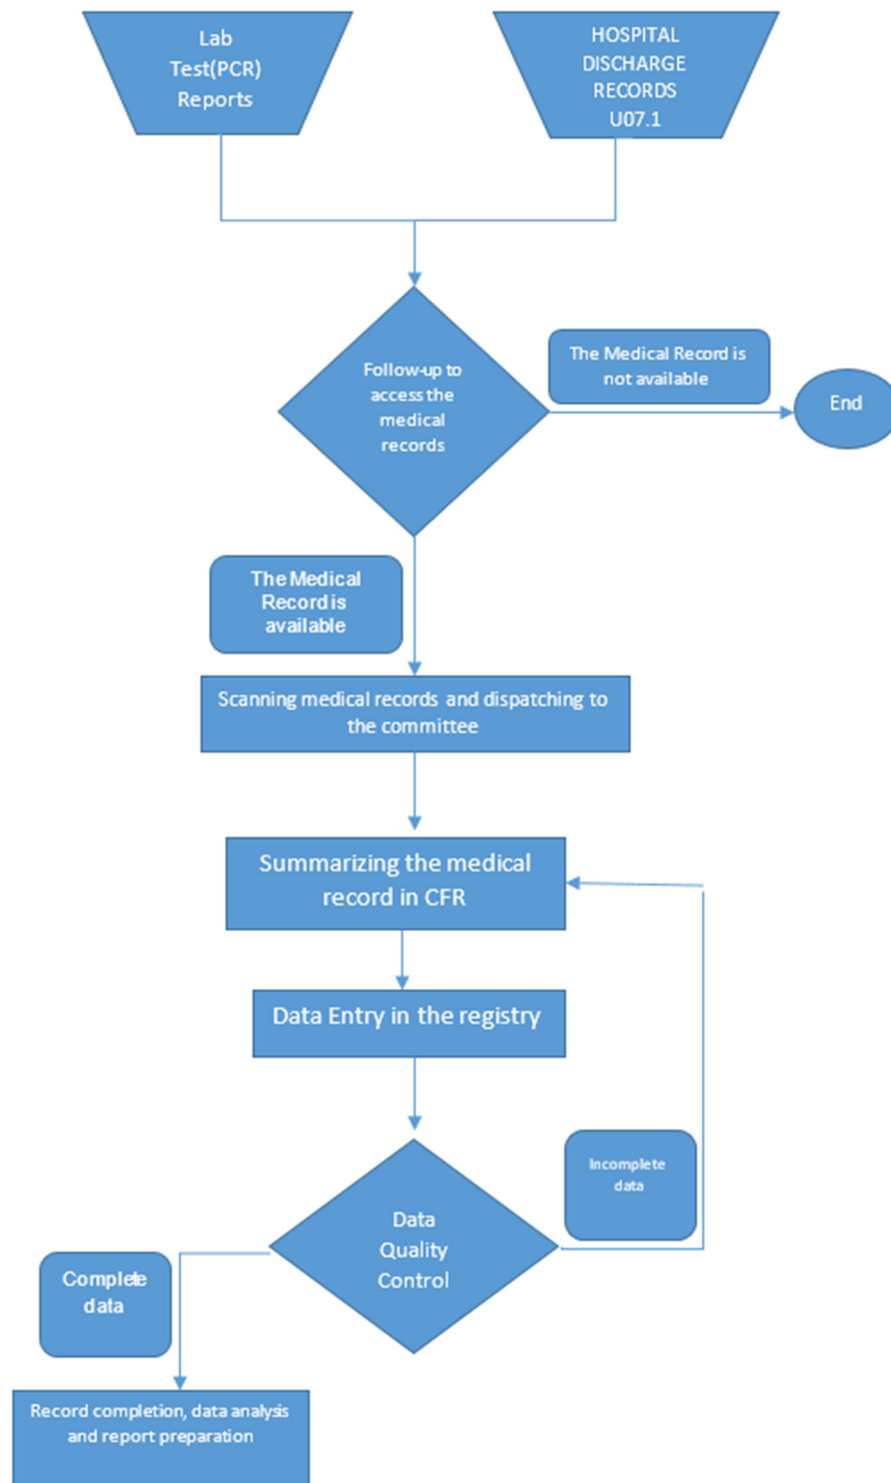 Lab
Test(PCR)
Reports
HOSPITAL
DISCHARGE
RECORDS
U07.1
Follow-up to
access the
medical
records
The Medical Record is
not available
End
The Medical
Record is
available
Scanning medical records and dispatching to
the committee
Summarizing the medical
record in CFR
Data Entry in the registry
Incomplete
data
Data
Quality
Control
Complete
data
Record completion, data analysis
and report preparation